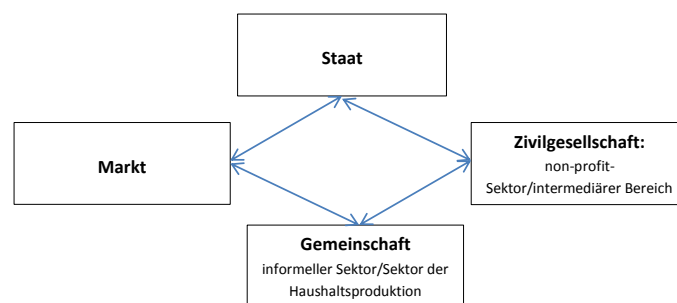 Staat
Markt
Zivilgesellschaft:
non-profit-
Sektor/intermediärer Bereich
Gemeinschaft
informeller Sektor/Sektor der
Haushaltsproduktion